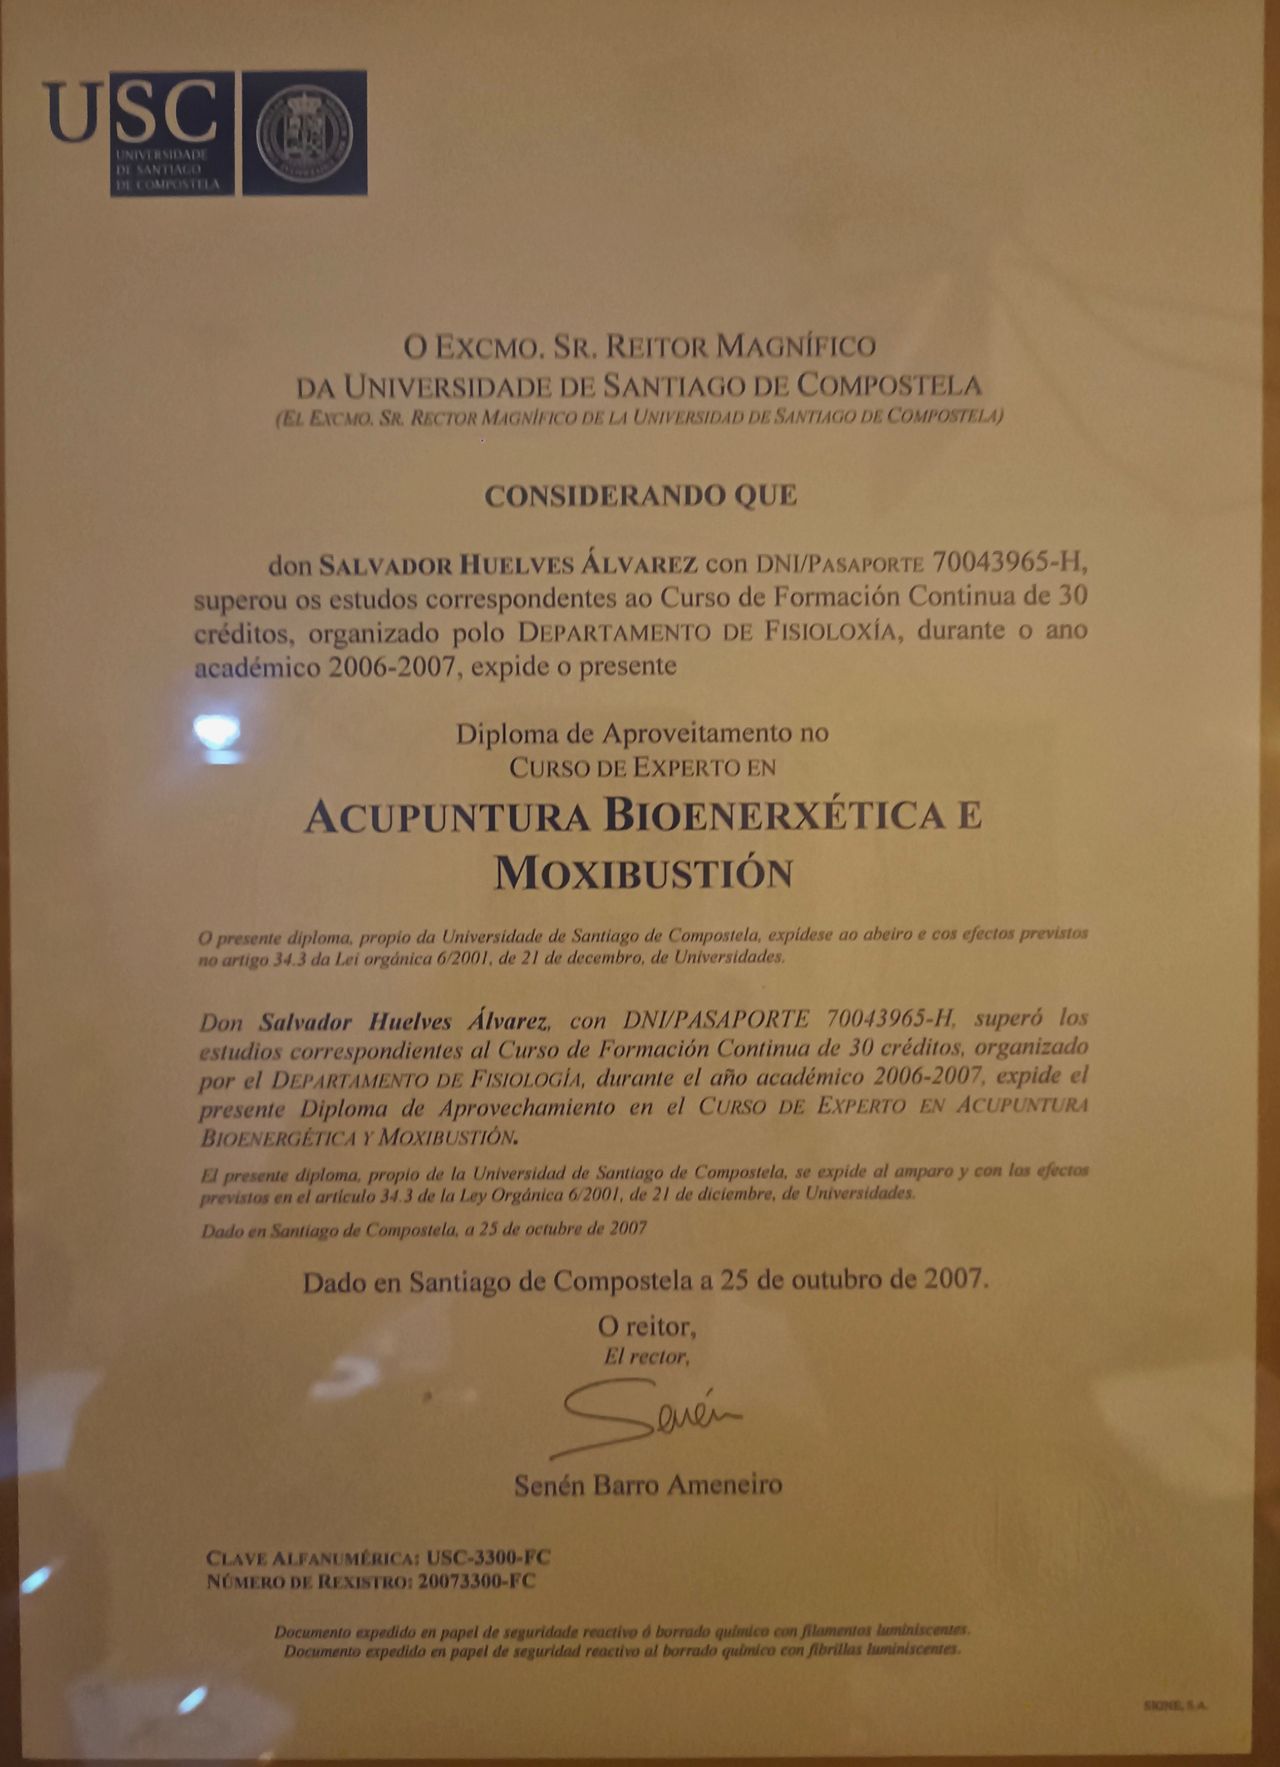 USC
UNIVERSIDADE
DE SANTIAGO
DE COMPOSTELA
O EXCMO. SR. REITOR MAGNÍFICO
DA UNIVERSIDADE DE SANTIAGO DE COMPOSTELA
(EL EXCMO. SR. RECTOR MAGNÍFICO DE LA UNIVERSIDAD DE SANTIAGO DE COMPOSTELA)
CONSIDERANDO QUE
don SALVADOR HUELVES ÁLVAREZ con DNI/PASAPORTE 70043965-H,
superou os estudos correspondentes ao Curso de Formación Continua de 30
créditos, organizado polo DEPARTAMENTO DE FISIOLOXÍA, durante o ano
académico 2006-2007, expide o presente
Diploma de Aproveitamento no
CURSO DE EXPERTO EN
ACUPUNTURA BIOENERXÉTICA E
MOXIBUSTIÓN
O presente diploma, propio da Universidade de Santiago de Compostela, expídese ao abeiro e cos efectos previstos
no artigo 34.3 da Lei orgánica 6/2001, de 21 de decembro, de Universidades.
Don Salvador Huelves Álvarez, con DNI/PASAPORTE 70043965-H, superó los
estudios correspondientes al Curso de Formación Continua de 30 créditos, organizado
por el DEPARTAMENTO DE FISIOLOGÍA, durante el año académico 2006-2007, expide el
presente Diploma de Aprovechamiento en el CURSO DE EXPERTO EN ACUPUNTURA
BIOENERGÉTICA Y MOXIBUSTIÓN.
El presente diploma, propio de la Universidad de Santiago de Compostela, se expide al amparo y con los efectos
previstos en el artículo 34.3 de la Ley Orgánica 6/2001, de 21 de diciembre, de Universidades.
Dado en Santiago de Compostela, a 25 de octubre de 2007
Dado en Santiago de Compostela a 25 de outubro de 2007.
O reitor,
El rector,
Senén
Senén Barro Ameneiro
CLAVE ALFANUMÉRICA: USC-3300-FC
NÚMERO DE REXISTRO: 20073300-FC
Documento expedido en papel de seguridade reactivo ó borrado químico con filamentos luminiscentes.
Documento expedido en papel de seguridad reactivo al borrado químico con fibrillas luminiscentes.
SIGNE, S.A.